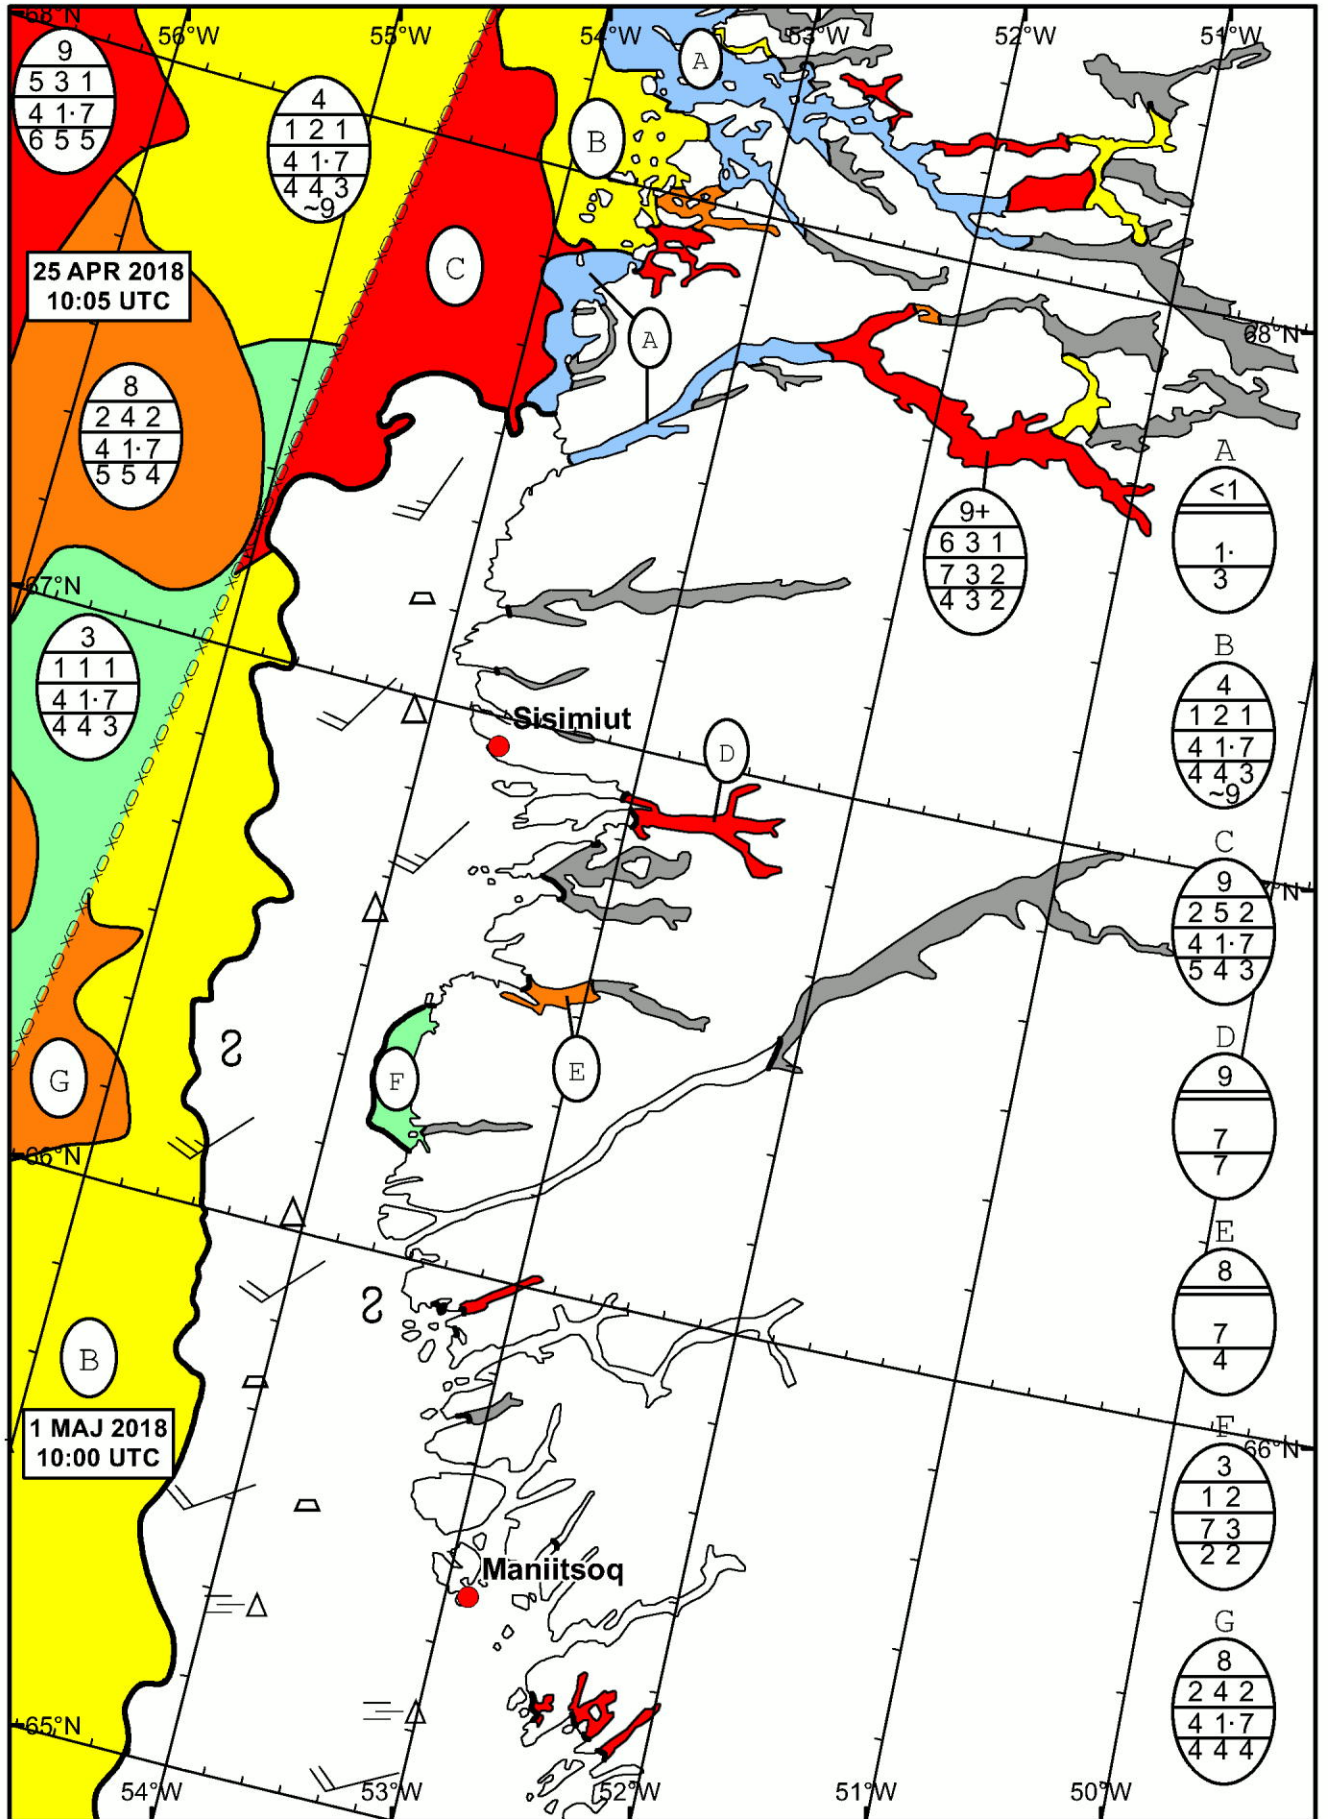 68°N
56°W
55°W
54°W
53°W
52°W
51°W
9
5 3 1
4 1·7
6 5 5
4
1 2 1
4 1·7
4 4 3
~9
A
B
C
25 APR 2018
10:05 UTC
A
68°N
8
2 4 2
4 1·7
5 5 4
9+
6 3 1
7 3 2
4 3 2
A
<1
1·
3
67°N
3
1 1 1
4 1·7
4 4 3
B
4
1 2 1
4 1·7
4 4 3
~9
Sisimiut
D
C
9
2 5 2
4 1·7
5 4 3
°N
G
F
E
D
9
7
7
66°N
E
8
7
4
B
1 MAJ 2018
10:00 UTC
F
66°N
3
1 2
7 3
2 2
Maniitsoq
G
8
2 4 2
4 1·7
4 4 4
65°N
54°W
53°W
52°W
51°W
50°W